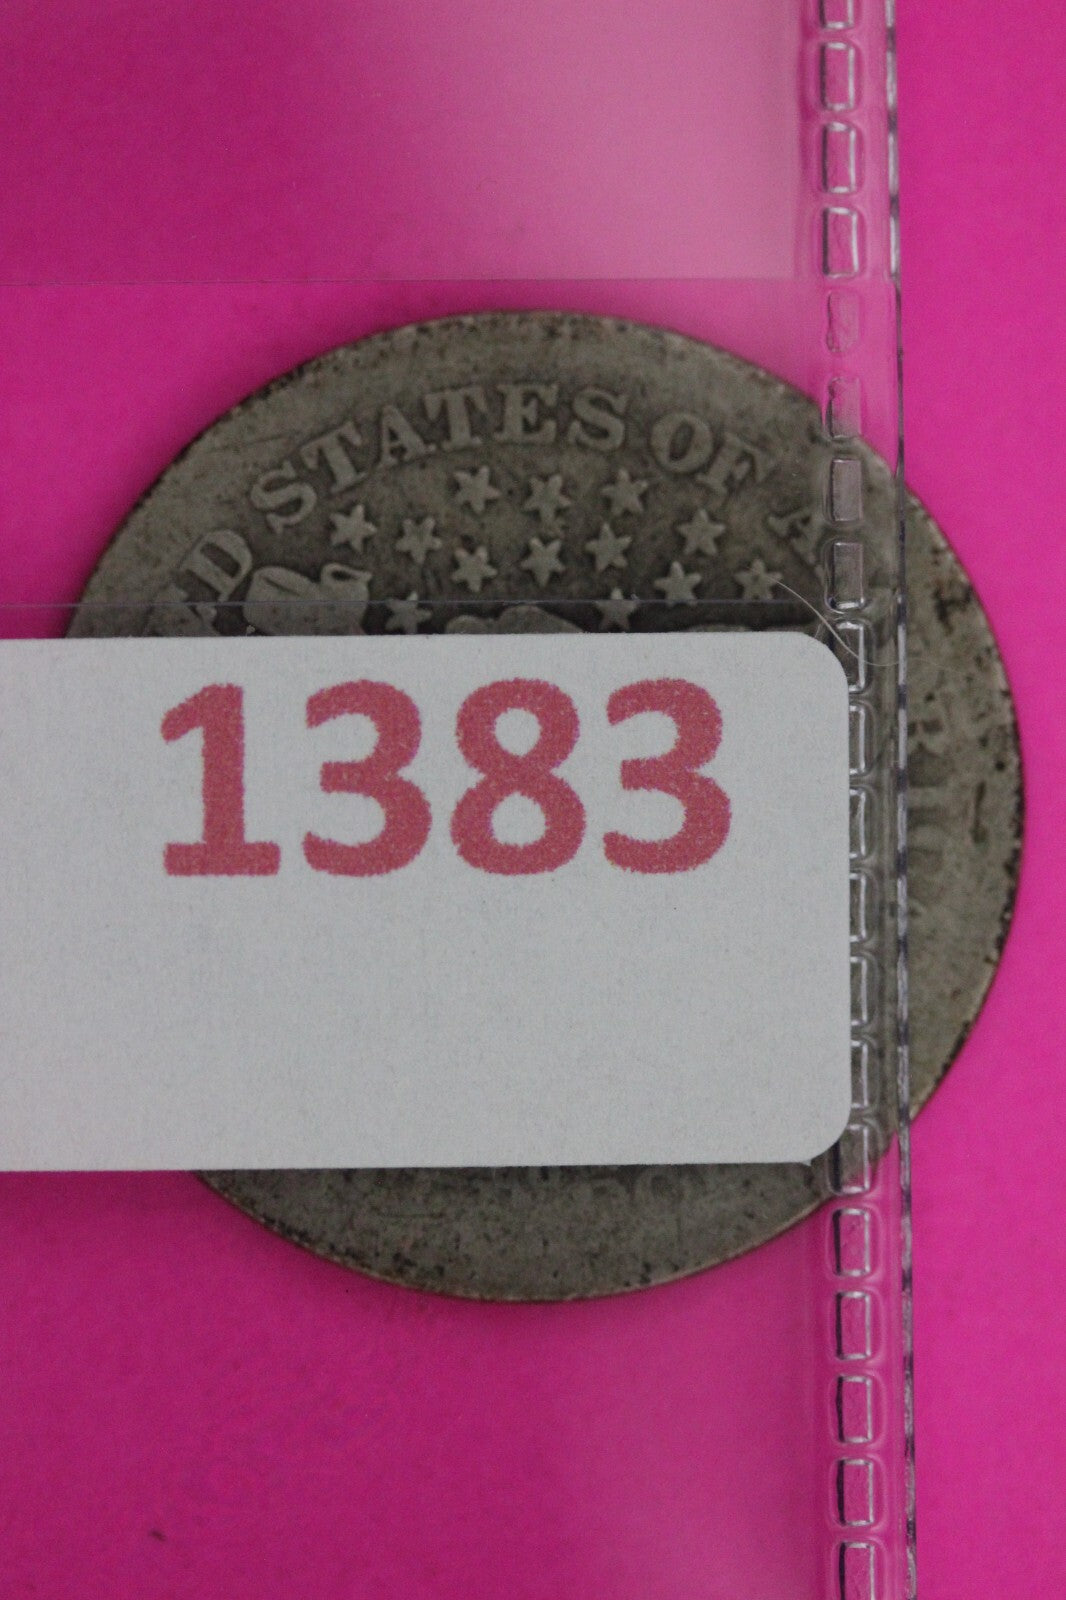 D STATES OF A
1383